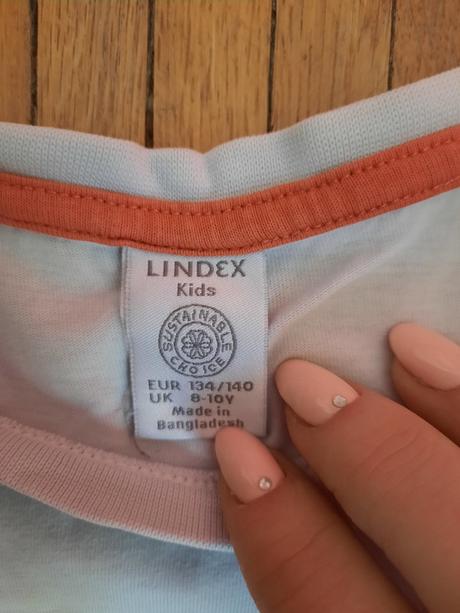 LINDEX
Kids
SUSTAINABLE
CHOICE
EUR 134/140
UK 8-10Y
Made in
Bangladesh